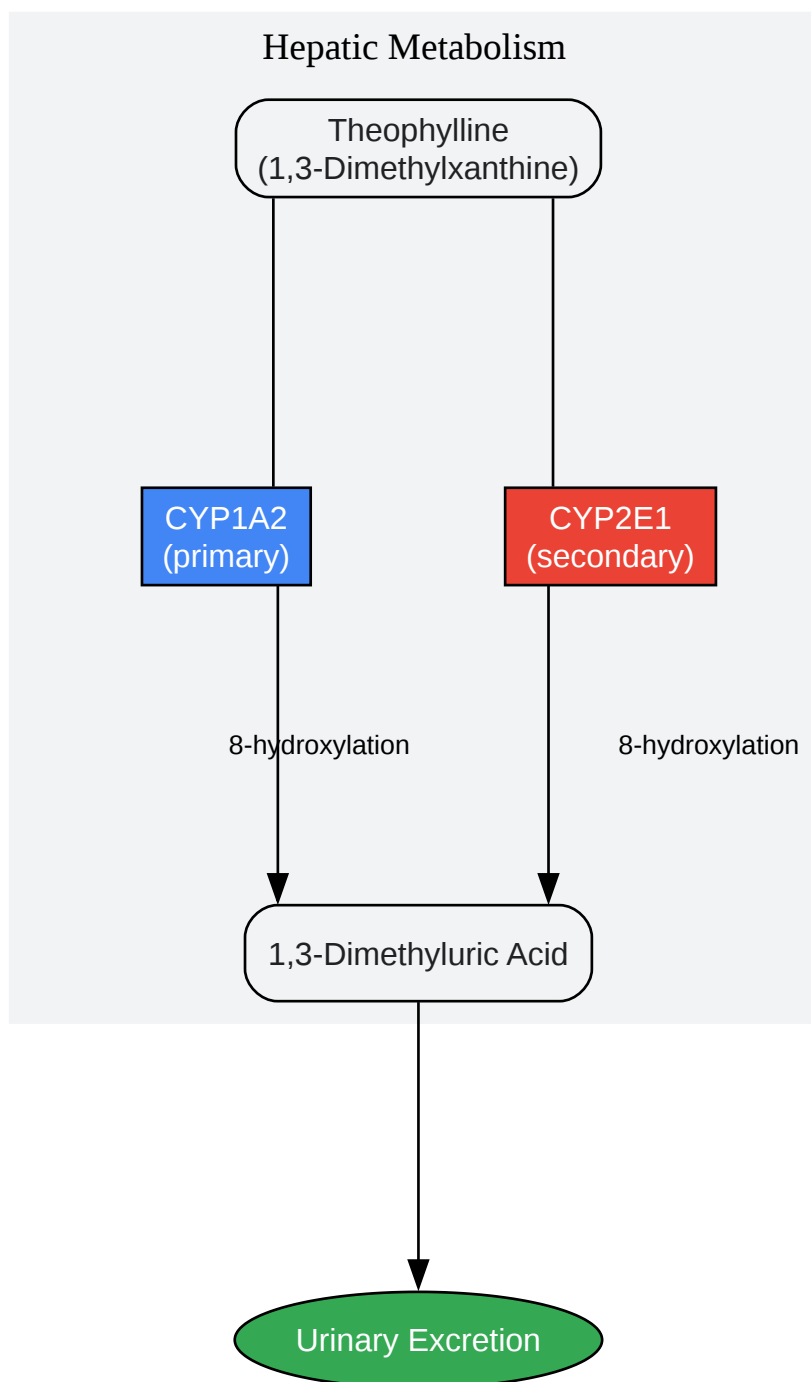 Hepatic Metabolism
Theophylline
(1,3-Dimethylxanthine)
CYP1A2
(primary)
CYP2E1
(secondary)
8-hydroxylation
8-hydroxylation
1,3-Dimethyluric Acid
Urinary Excretion